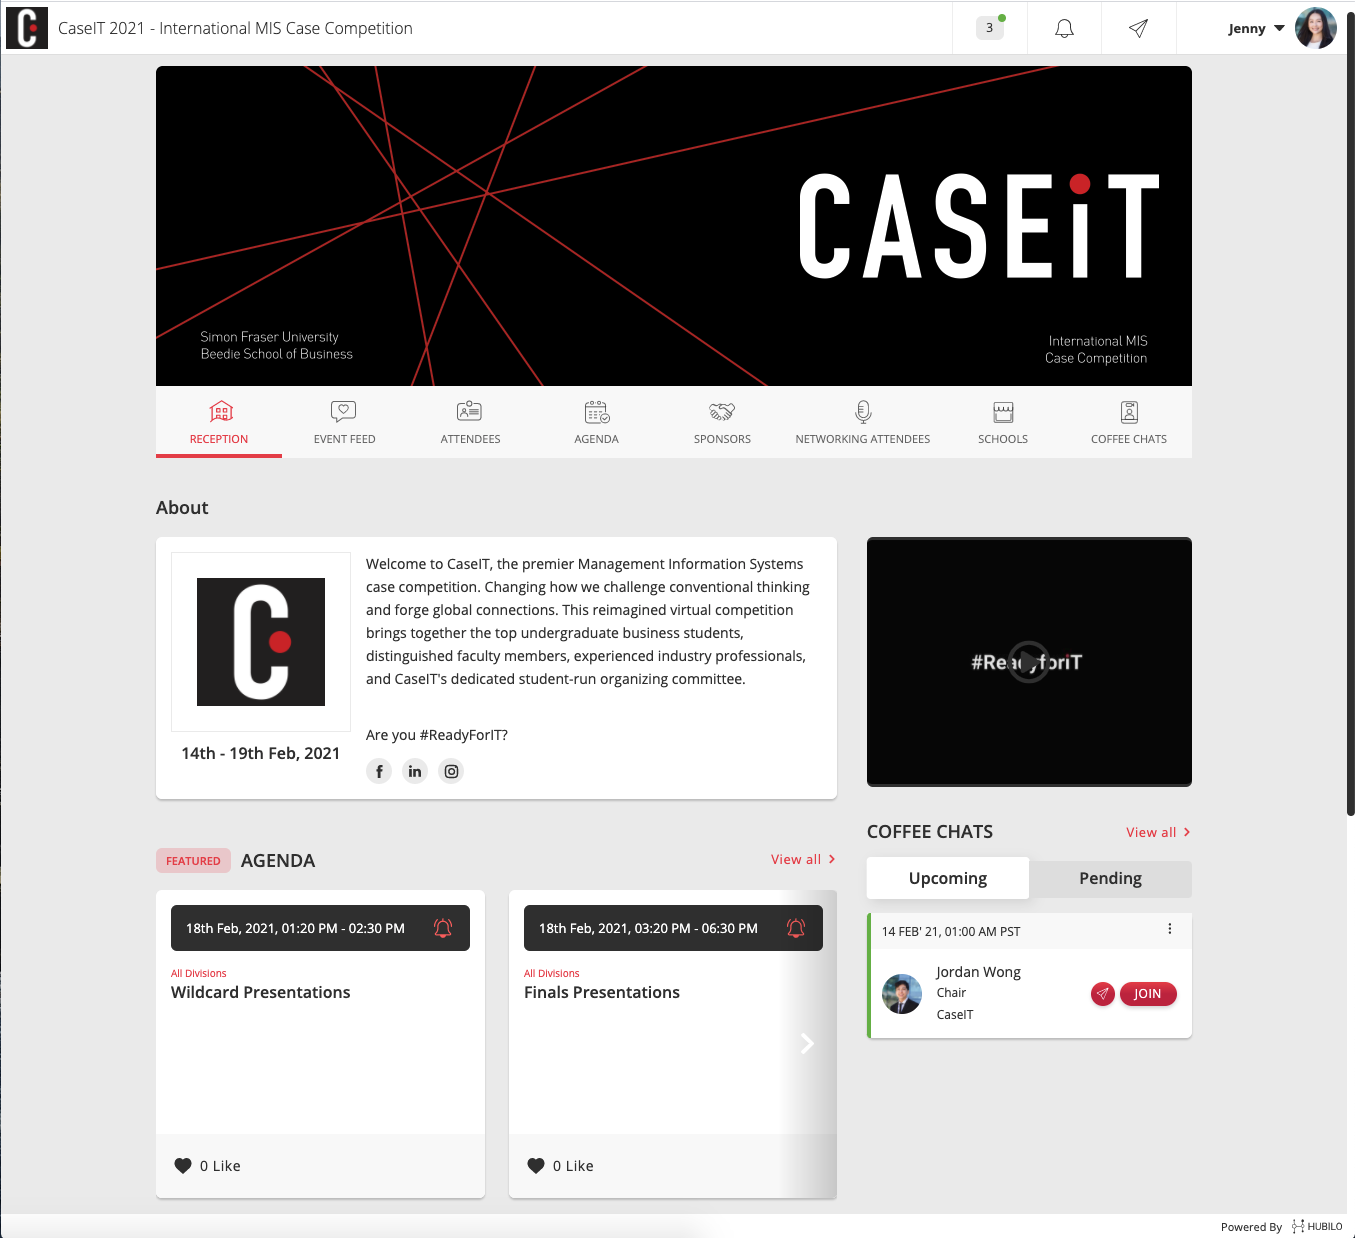 CaseIT 2021 - International MIS Case Competition
3
Jenny
CASEiT
Simon Fraser University
Beedie School of Business
International MIS
Case Competition
RECEPTION
EVENT FEED
ATTENDEES
AGENDA
SPONSORS
NETWORKING ATTENDEES
SCHOOLS
COFFEE CHATS
About
Welcome to CaseIT, the premier Management Information Systems
case competition. Changing how we challenge conventional thinking
and forge global connections. This reimagined virtual competition
brings together the top undergraduate business students,
distinguished faculty members, experienced industry professionals,
and CaseIT's dedicated student-run organizing committee.
Are you #ReadyForIT?
14th - 19th Feb, 2021
#ReadyforiT
FEATURED
AGENDA
View all
18th Feb, 2021, 01:20 PM - 02:30 PM
All Divisions
Wildcard Presentations
0 Like
18th Feb, 2021, 03:20 PM - 06:30 PM
All Divisions
Finals Presentations
0 Like
COFFEE CHATS
View all
Upcoming
Pending
14 FEB' 21, 01:00 AM PST
Jordan Wong
Chair
CaseIT
JOIN
Powered By HUBILO